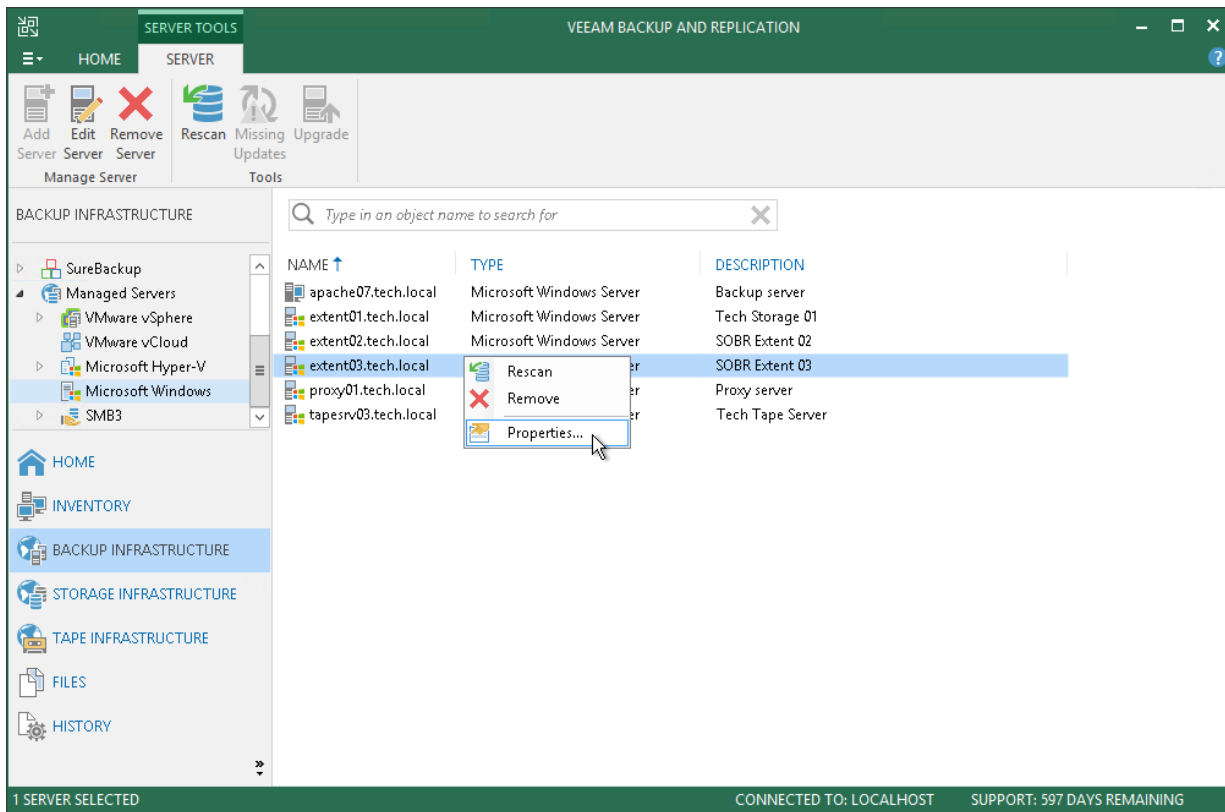 SERVER TOOLS
VEEAM BACKUP AND REPLICATION
HOME
SERVER
Add Server
Edit Server
Remove Server
Rescan
Missing Updates
Upgrade
Manage Server
Tools
BACKUP INFRASTRUCTURE
SureBackup
Managed Servers
VMware vSphere
VMware vCloud
Microsoft Hyper-V
Microsoft Windows
SMB3
HOME
INVENTORY
BACKUP INFRASTRUCTURE
STORAGE INFRASTRUCTURE
TAPE INFRASTRUCTURE
FILES
HISTORY
Type in an object name to search for
NAME TYPE DESCRIPTION
apache07.tech.local Microsoft Windows Server Backup server
extent01.tech.local Microsoft Windows Server Tech Storage 01
extent02.tech.local Microsoft Windows Server SOBR Extent 02
extent03.tech.local er SOBR Extent 03
proxy01.tech.local er Proxy server
tapesrv03.tech.local er Tech Tape Server
Rescan
Remove
Properties...
1 SERVER SELECTED
CONNECTED TO: LOCALHOST
SUPPORT: 597 DAYS REMAINING